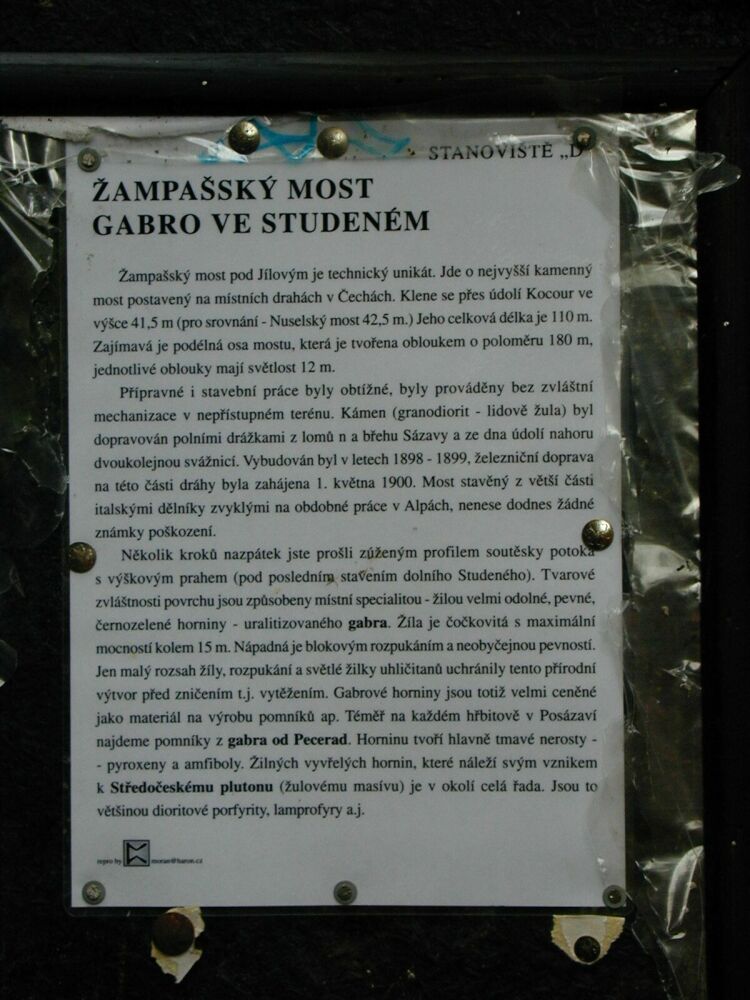 STANOVIŠTĚ „D“
ŽAMPAŠSKÝ MOST
GABRO VE STUDENÉM
Žampašský most pod Jílovým je technický unikát. Jde o nejvyšší kamenný
most postavený na místních drahách v Čechách. Klene se přes údolí Kocour ve
výšce 41,5 m (pro srovnání - Nuselský most 42,5 m.) Jeho celková délka je 110 m.
Zajímavá je podélná osa mostu, která je tvořena obloukem o poloměru 180 m,
jednotlivé oblouky mají světlost 12 m.
Přípravné i stavební práce byly obtížné, byly prováděny bez zvláštní
mechanizace v nepřístupném terénu. Kámen (granodiorit - lidově žula) byl
dopravován polními drážkami z lomů n a břehu Sázavy a ze dna údolí nahoru
dvoukolejnou svážnicí. Vybudován byl v letech 1898 - 1899, železniční doprava
na této části dráhy byla zahájena 1. května 1900. Most stavěný z větší části
italskými dělníky zvyklými na obdobné práce v Alpách, nenese dodnes žádné
známky poškození.
Několik kroků nazpátek jste prošli zúženým profilem soutěsky potoka
s výškovým prahem (pod posledním stavením dolního Studeného). Tvarové
zvláštnosti povrchu jsou způsobeny místní specialitou - žilou velmi odolné, pevné,
černozelené horniny - uralitizovaného gabra. Žíla je čočkovitá s maximální
mocností kolem 15 m. Nápadná je blokovým rozpukáním a neobyčejnou pevností.
Jen malý rozsah žíly, rozpukání a světlé žilky uhličitanů uchránily tento přírodní
výtvor před zničením t.j. vytěžením. Gabrové horniny jsou totiž velmi ceněné
jako materiál na výrobu pomníků ap. Téměř na každém hřbitově v Posázaví
najdeme pomníky z gabra od Pecerad. Horninu tvoří hlavně tmavé nerosty -
- pyroxeny a amfiboly. Žilných vyvřelých hornin, které náleží svým vznikem
k Středočeskému plutonu (žulovému masívu) je v okolí celá řada. Jsou to
většinou dioritové porfyrity, lamprofyry a.j.
repro by moran@baron.cz